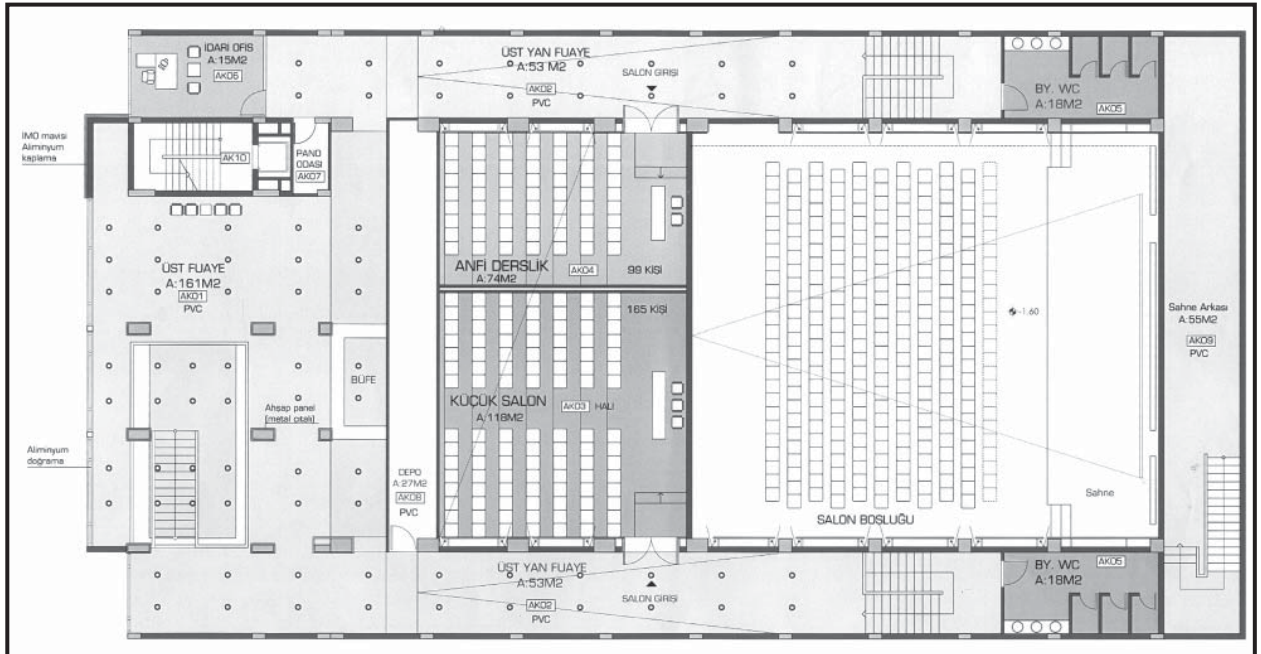 İDARİ OFİS
A:15M2
AK06
ÜST YAN FUAYE
A:53 M2
AK02
PVC
SALON GİRİŞİ
BY. WC
A:18M2
AK05
İMO mavisi
Aliminyum
kaplama
AK10
PANO
ODASI
AK07
ÜST FUAYE
A:161M2
AK01
PVC
ANFİ DERSLİK
A:74M2
AK04
99 KİŞİ
165 KİŞİ
KÜÇÜK SALON
A:118M2
AK03
HALI
-1.60
Sahne Arkası
A:55M2
AK09
PVC
BÜFE
Ahşap panel
(metal çıtalı)
Aliminyum
doğrama
DEPO
A:27M2
AK08
PVC
Sahne
SALON BOŞLUĞU
ÜST YAN FUAYE
A:53M2
AK02
PVC
SALON GİRİŞİ
BY. WC
A:18M2
AK05